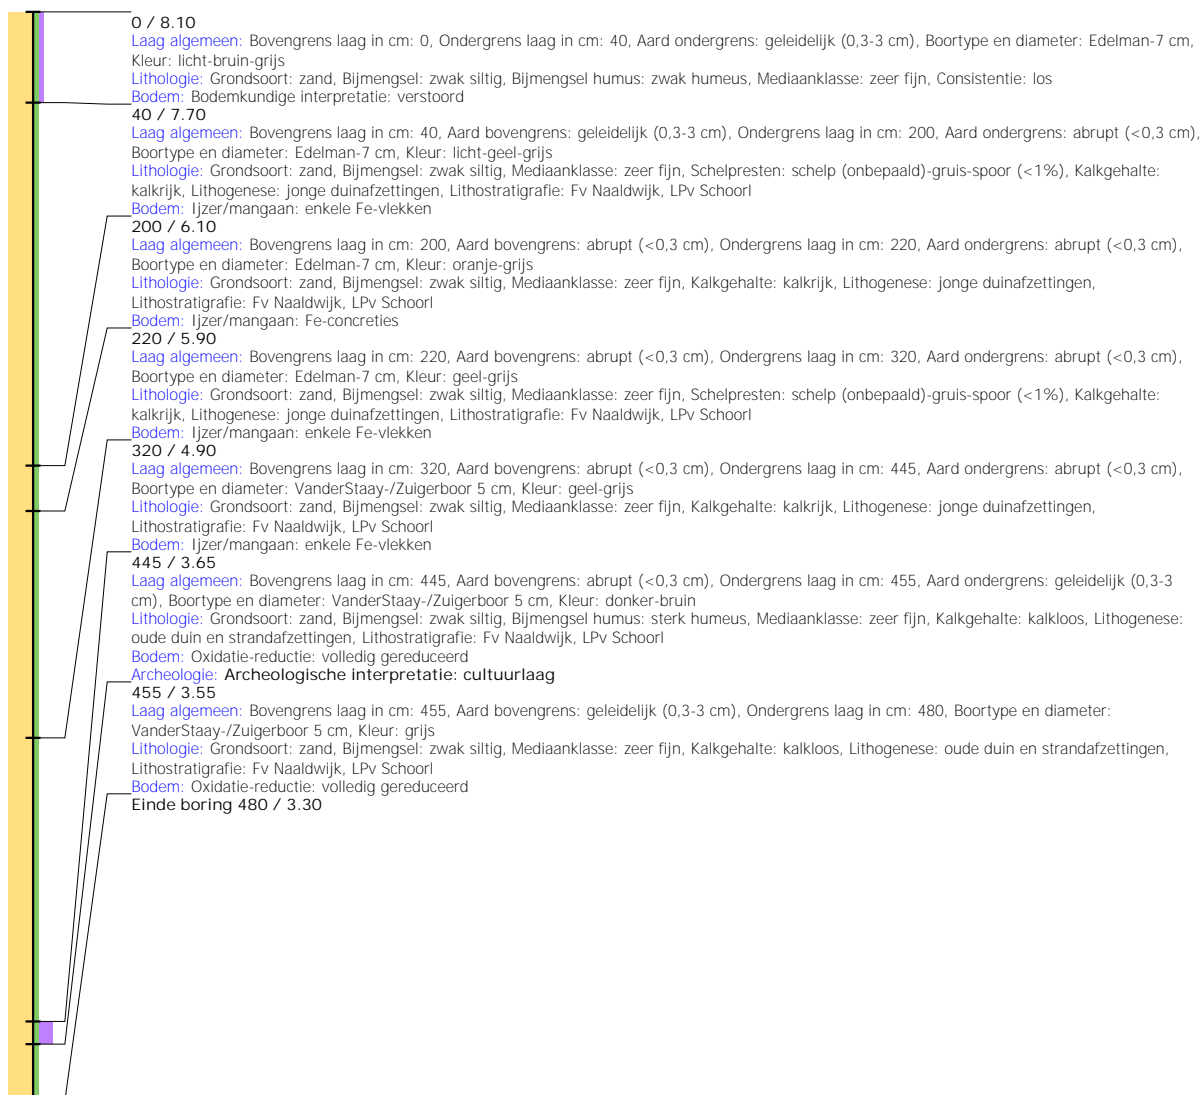 0 / 8.10
Laag algemeen: Bovengrens laag in cm: 0, Ondergrens laag in cm: 40, Aard ondergrens: geleidelijk (0,3-3 cm), Boortype en diameter: Edelman-7 cm,
Kleur: licht-bruin-grijs
Lithologie: Grondsoort: zand, Bijmengsel: zwak siltig, Bijmengsel humus: zwak humeus, Mediaanklasse: zeer fijn, Consistentie: los
Bodem: Bodemkundige interpretatie: verstoord
40 / 7.70
Laag algemeen: Bovengrens laag in cm: 40, Aard bovengrens: geleidelijk (0,3-3 cm), Ondergrens laag in cm: 200, Aard ondergrens: abrupt (<0,3 cm),
Boortype en diameter: Edelman-7 cm, Kleur: licht-geel-grijs
Lithologie: Grondsoort: zand, Bijmengsel: zwak siltig, Mediaanklasse: zeer fijn, Schelpresten: schelp (onbepaald)-gruis-spoor (<1%), Kalkgehalte:
kalkrijk, Lithogenese: jonge duinafzettingen, Lithostratigrafie: Fv Naaldwijk, LPv Schoorl
Bodem: Ijzer/mangaan: enkele Fe-vlekken
200 / 6.10
Laag algemeen: Bovengrens laag in cm: 200, Aard bovengrens: abrupt (<0,3 cm), Ondergrens laag in cm: 220, Aard ondergrens: abrupt (<0,3 cm),
Boortype en diameter: Edelman-7 cm, Kleur: oranje-grijs
Lithologie: Grondsoort: zand, Bijmengsel: zwak siltig, Mediaanklasse: zeer fijn, Kalkgehalte: kalkrijk, Lithogenese: jonge duinafzettingen,
Lithostratigrafie: Fv Naaldwijk, LPv Schoorl
Bodem: Ijzer/mangaan: Fe-concreties
220 / 5.90
Laag algemeen: Bovengrens laag in cm: 220, Aard bovengrens: abrupt (<0,3 cm), Ondergrens laag in cm: 320, Aard ondergrens: abrupt (<0,3 cm),
Boortype en diameter: Edelman-7 cm, Kleur: geel-grijs
Lithologie: Grondsoort: zand, Bijmengsel: zwak siltig, Mediaanklasse: zeer fijn, Schelpresten: schelp (onbepaald)-gruis-spoor (<1%), Kalkgehalte:
kalkrijk, Lithogenese: jonge duinafzettingen, Lithostratigrafie: Fv Naaldwijk, LPv Schoorl
Bodem: Ijzer/mangaan: enkele Fe-vlekken
320 / 4.90
Laag algemeen: Bovengrens laag in cm: 320, Aard bovengrens: abrupt (<0,3 cm), Ondergrens laag in cm: 445, Aard ondergrens: abrupt (<0,3 cm),
Boortype en diameter: VanderStaay-/Zuigerboor 5 cm, Kleur: geel-grijs
Lithologie: Grondsoort: zand, Bijmengsel: zwak siltig, Mediaanklasse: zeer fijn, Kalkgehalte: kalkrijk, Lithogenese: jonge duinafzettingen,
Lithostratigrafie: Fv Naaldwijk, LPv Schoorl
Bodem: Ijzer/mangaan: enkele Fe-vlekken
445 / 3.65
Laag algemeen: Bovengrens laag in cm: 445, Aard bovengrens: abrupt (<0,3 cm), Ondergrens laag in cm: 455, Aard ondergrens: geleidelijk (0,3-3
cm), Boortype en diameter: VanderStaay-/Zuigerboor 5 cm, Kleur: donker-bruin
Lithologie: Grondsoort: zand, Bijmengsel: zwak siltig, Bijmengsel humus: sterk humeus, Mediaanklasse: zeer fijn, Kalkgehalte: kalkloos, Lithogenese:
oude duin en strandafzettingen, Lithostratigrafie: Fv Naaldwijk, LPv Schoorl
Bodem: Oxidatie-reductie: volledig gereduceerd
Archeologie: Archeologische interpretatie: cultuurlaag
455 / 3.55
Laag algemeen: Bovengrens laag in cm: 455, Aard bovengrens: geleidelijk (0,3-3 cm), Ondergrens laag in cm: 480, Boortype en diameter:
VanderStaay-/Zuigerboor 5 cm, Kleur: grijs
Lithologie: Grondsoort: zand, Bijmengsel: zwak siltig, Mediaanklasse: zeer fijn, Kalkgehalte: kalkloos, Lithogenese: oude duin en strandafzettingen,
Lithostratigrafie: Fv Naaldwijk, LPv Schoorl
Bodem: Oxidatie-reductie: volledig gereduceerd
Einde boring 480 / 3.30